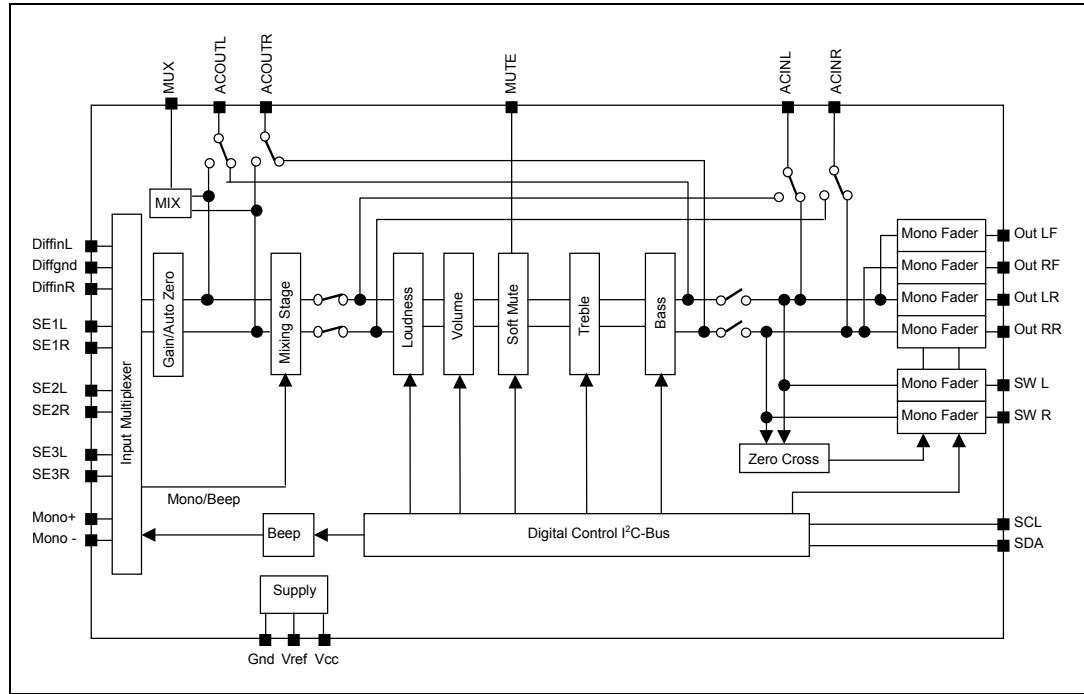 MUX
ACOUTL
ACOUTR
MUTE
ACINL
ACINR
MIX
DiffinL
Diffgnd
DiffinR
SE1L
SE1R
SE2L
SE2R
SE3L
SE3R
Mono+
Mono -
Input Multiplexer
Gain/Auto Zero
Mixing Stage
Loudness
Volume
Soft Mute
Treble
Bass
Mono Fader
Mono Fader
Mono Fader
Mono Fader
Mono Fader
Mono Fader
Out LF
Out RF
Out LR
Out RR
SW L
SW R
Zero Cross
Mono/Beep
Beep
Digital Control I²C-Bus
SCL
SDA
Supply
Gnd
Vref
Vcc